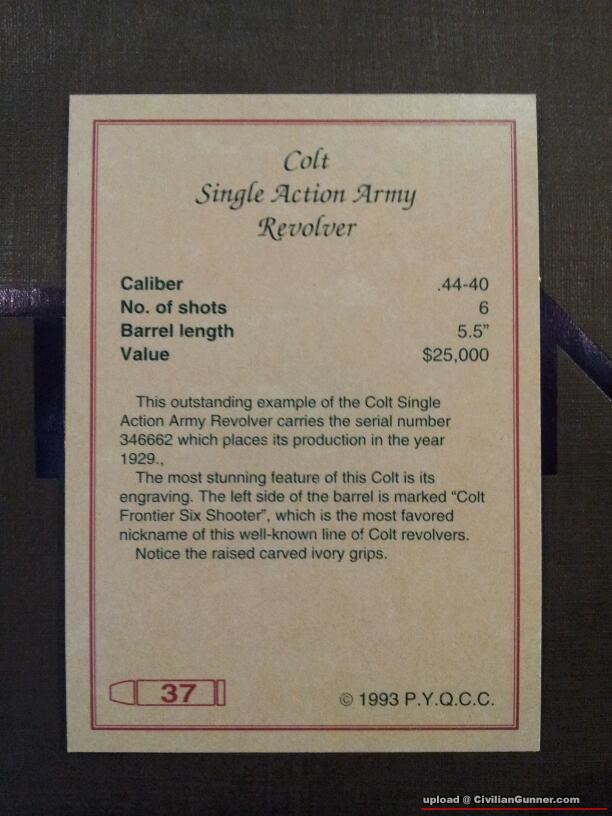 Colt
Single Action Army
Revolver
Caliber .44-40
No. of shots 6
Barrel length 5.5”
Value $25,000
This outstanding example of the Colt Single
Action Army Revolver carries the serial number
346662 which places its production in the year
1929.,
The most stunning feature of this Colt is its
engraving. The left side of the barrel is marked “Colt
Frontier Six Shooter”, which is the most favored
nickname of this well-known line of Colt revolvers.
Notice the raised carved ivory grips.
37
© 1993 P.Y.Q.C.C.
upload @ CivilianGunner.com